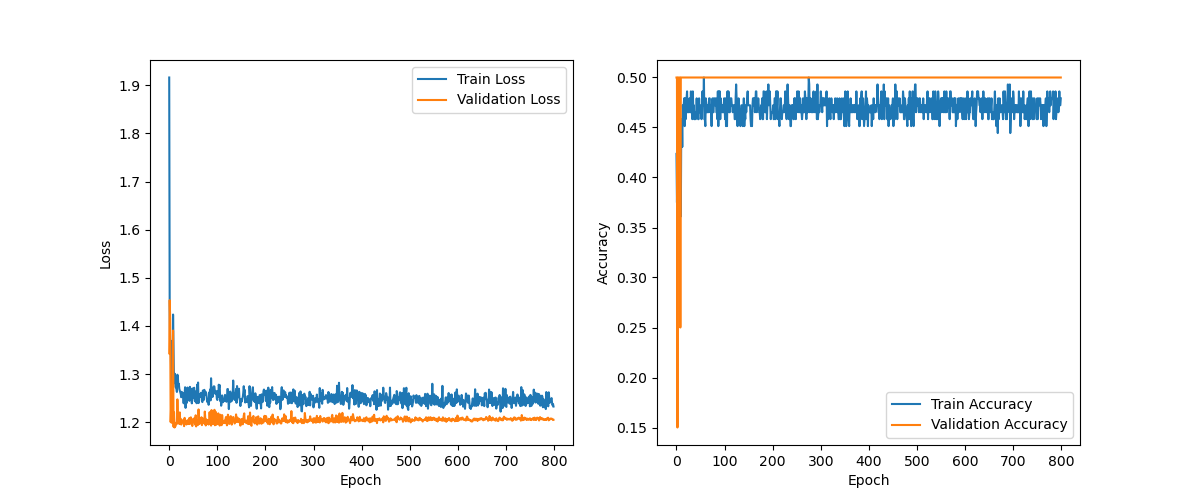 Train Loss
Validation Loss
1.9
1.8
1.7
1.6
1.5
1.4
1.3
1.2
Loss
0 100 200 300 400 500 600 700 800
Epoch
0.50
0.45
0.40
0.35
0.30
0.25
0.20
0.15
Accuracy
Train Accuracy
Validation Accuracy
0 100 200 300 400 500 600 700 800
Epoch